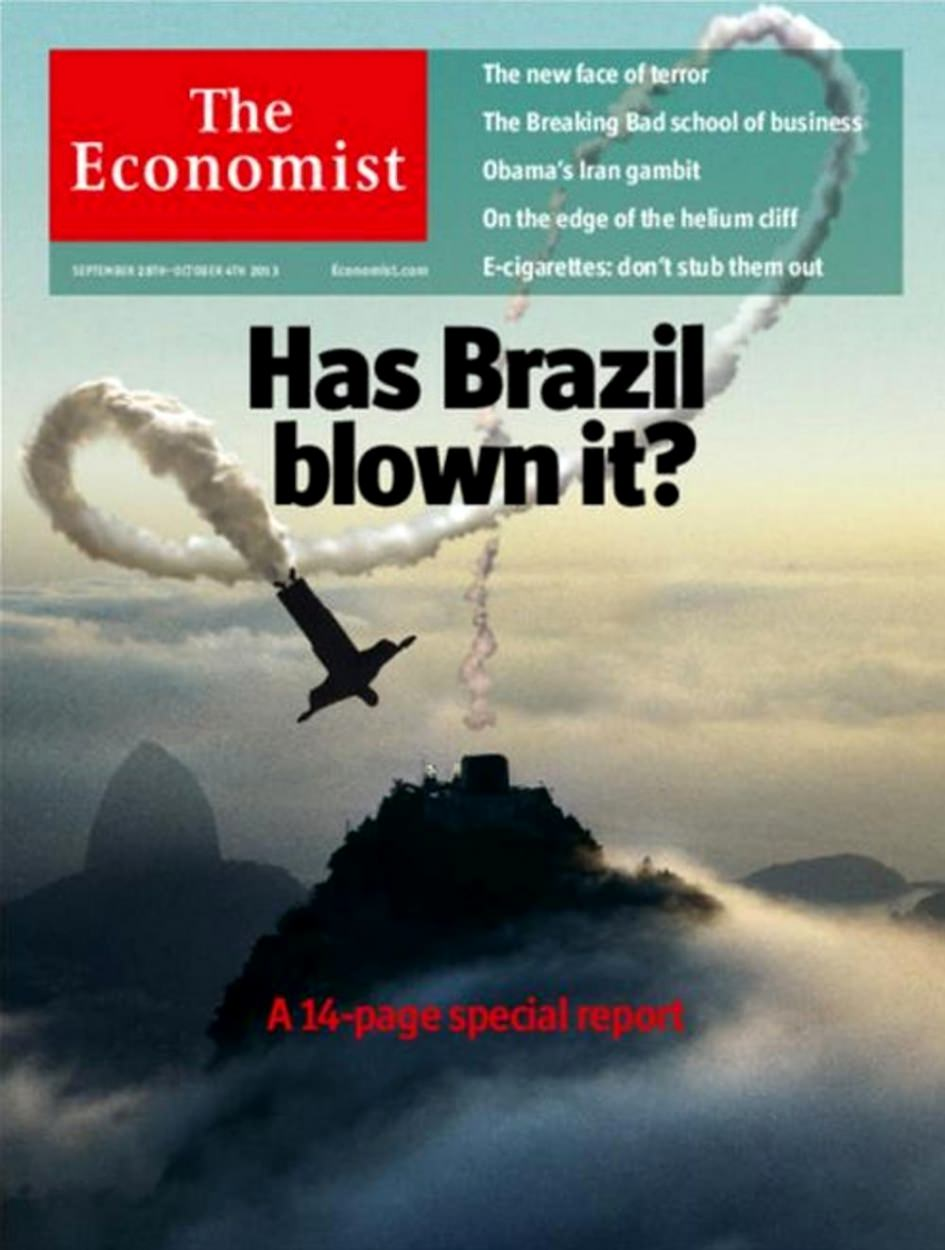 The
Economist
SEPTEMBER 28TH–OCTOBER 4TH 2013
Economist.com
The new face of terror
The Breaking Bad school of business
Obama's Iran gambit
On the edge of the helium cliff
E-cigarettes: don't stub them out
Has Brazil
blown it?
A 14-page special report